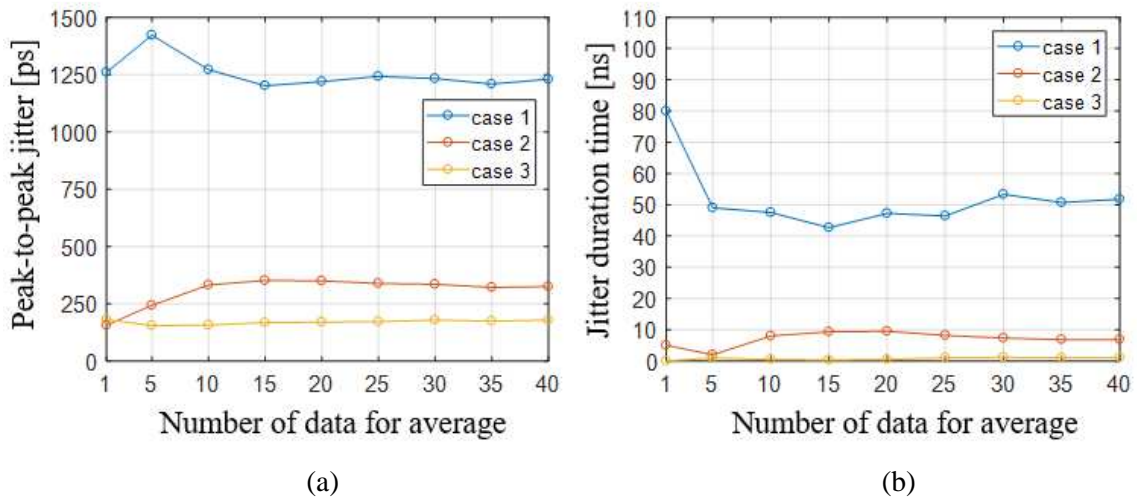 Peak-to-peak jitter [ps]
1500
1250
1000
750
500
250
0
case 1
case 2
case 3
1 5 10 15 20 25 30 35 40
Number of data for average
(a)
Jitter duration time [ns]
110
100
90
80
70
60
50
40
30
20
10
0
case 1
case 2
case 3
1 5 10 15 20 25 30 35 40
Number of data for average
(b)